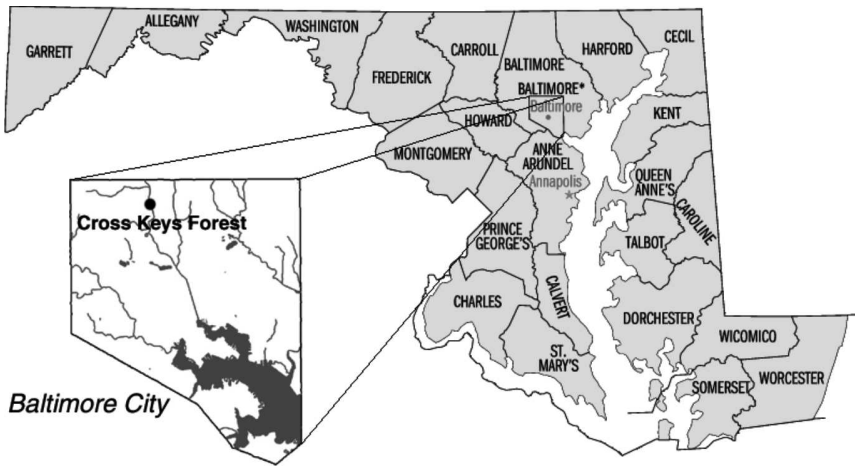 GARRETT
ALLEGANY
WASHINGTON
FREDERICK
CARROLL
BALTIMORE
HARFORD
CECIL
BALTIMORE*
Baltimore
HOWARD
KENT
MONTGOMERY
ANNE
ARUNDEL
Annapolis
QUEEN
ANNE'S
CAROLINE
TALBOT
PRINCE
GEORGE'S
CHARLES
CALVERT
ST.
MARY'S
DORCHESTER
WICOMICO
SOMERSET
WORCESTER
Cross Keys Forest
Baltimore City